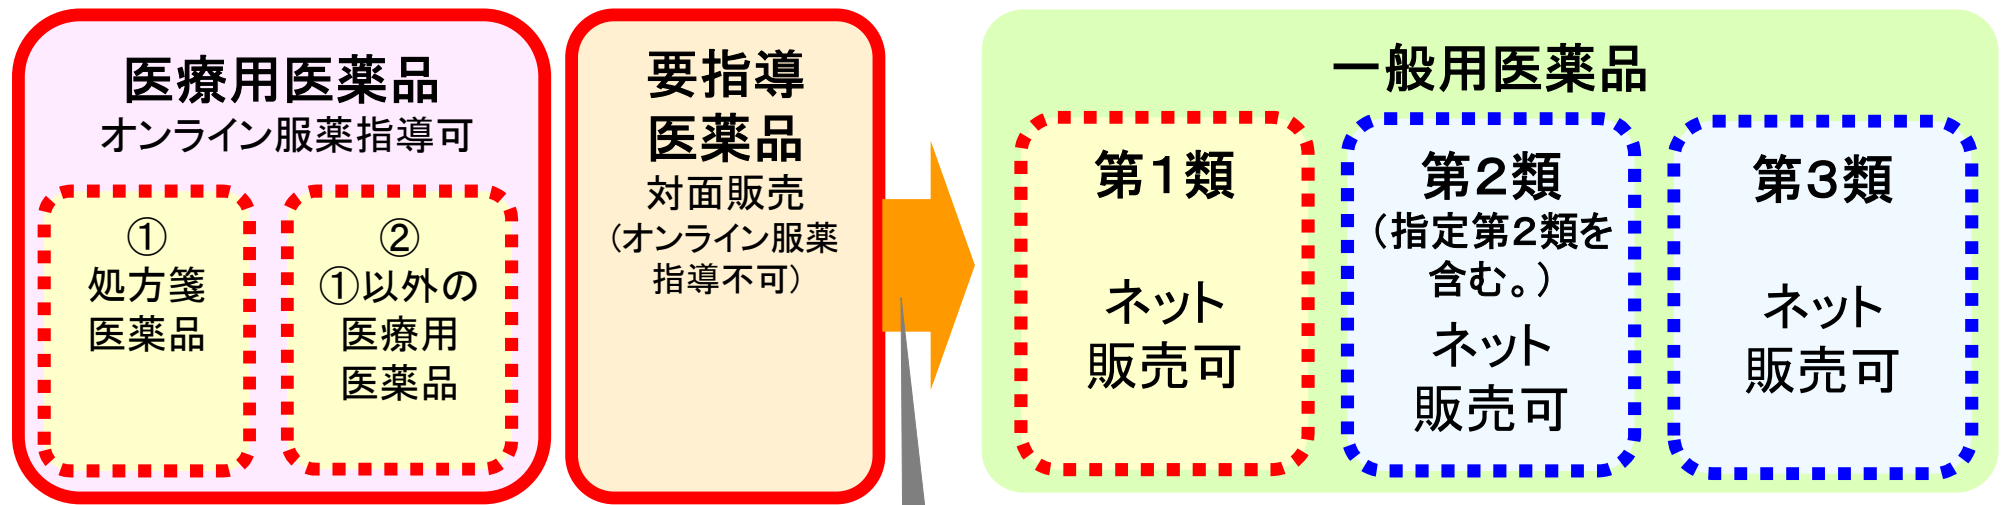 医療用医薬品
オンライン服薬指導可
①
処方箋
医薬品
②
①以外の
医療用
医薬品
要指導
医薬品
対面販売
（オンライン服薬
指導不可）
一般用医薬品
第１類
ネット
販売可
第２類
（指定第２類を
含む。）
ネット
販売可
第３類
ネット
販売可